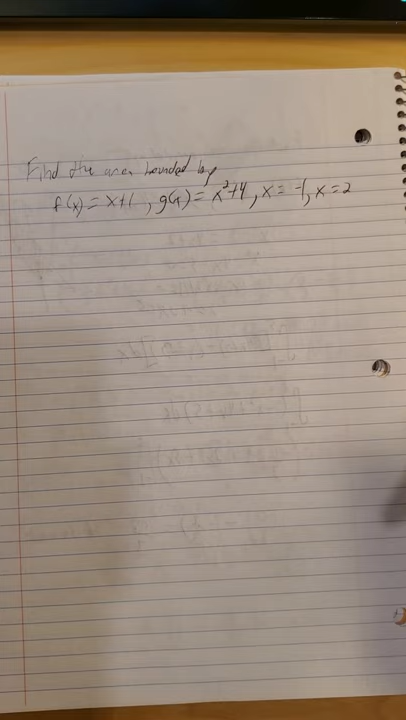 Find the area bounded by
f(x) = x+1 , g(x) = x²+4 , x = -1, x = 2